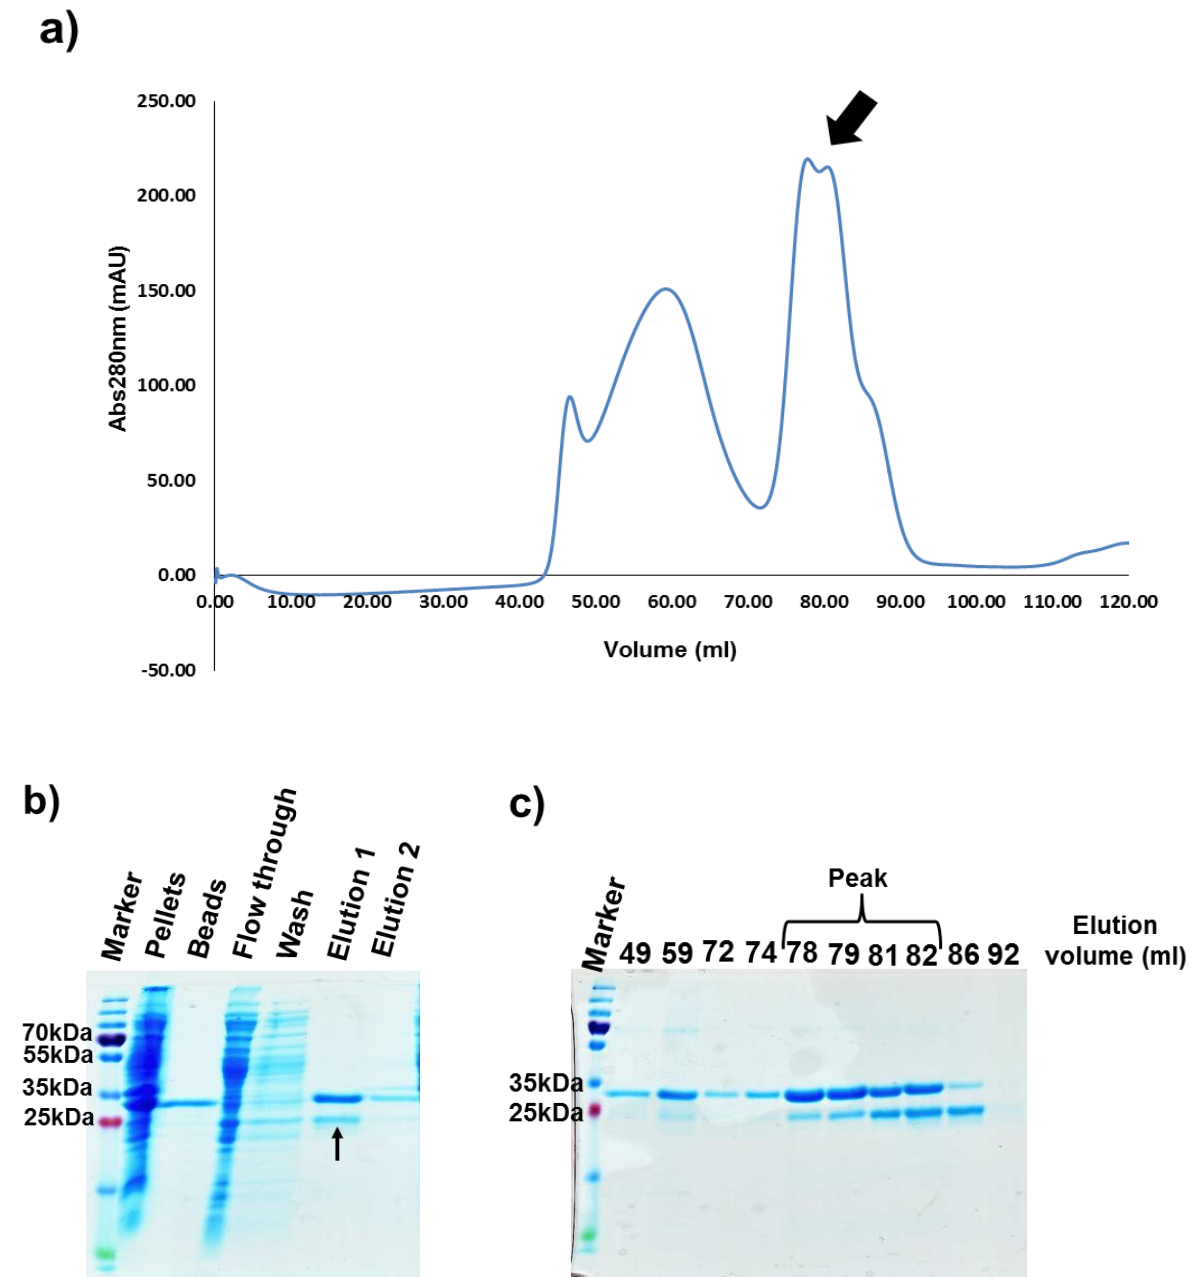 a)
250.00
200.00
150.00
100.00
50.00
0.00
-50.00
Abs280nm (mAU)
0.00 10.00 20.00 30.00 40.00 50.00 60.00 70.00 80.00 90.00 100.00 110.00 120.00
Volume (ml)
b)
Marker
Pellets
Beads
Flow through
Wash
Elution 1
Elution 2
70kDa
55kDa
35kDa
25kDa
c)
Peak
Marker
49 59 72 74 78 79 81 82 86 92
Elution
volume (ml)
35kDa
25kDa